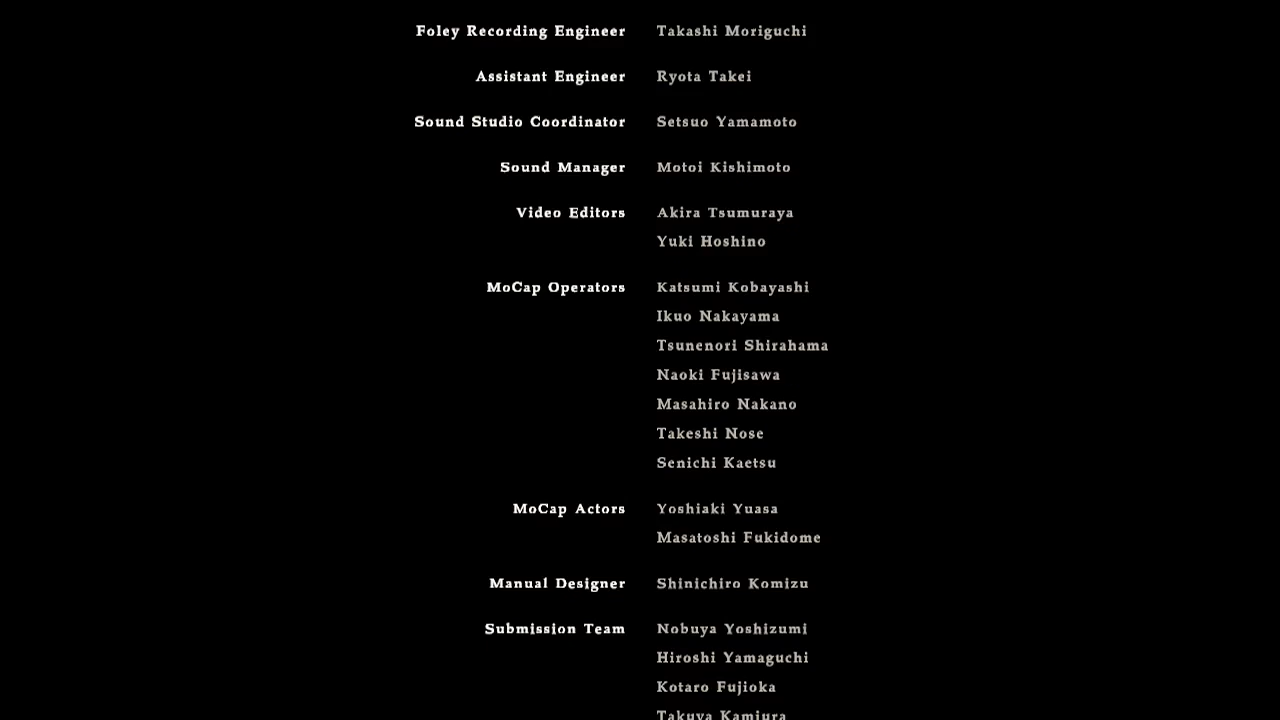 Foley Recording Engineer Takashi Moriguchi
Assistant Engineer Ryota Takei
Sound Studio Coordinator Setsuo Yamamoto
Sound Manager Motoi Kishimoto
Video Editors Akira Tsumuraya
Yuki Hoshino
MoCap Operators Katsumi Kobayashi
Ikuo Nakayama
Tsunenori Shirahama
Naoki Fujisawa
Masahiro Nakano
Takeshi Nose
Senichi Kaetsu
MoCap Actors Yoshiaki Yuasa
Masatoshi Fukidome
Manual Designer Shinichiro Komizu
Submission Team Nobuya Yoshizumi
Hiroshi Yamaguchi
Kotaro Fujioka
Takuya Kamiura